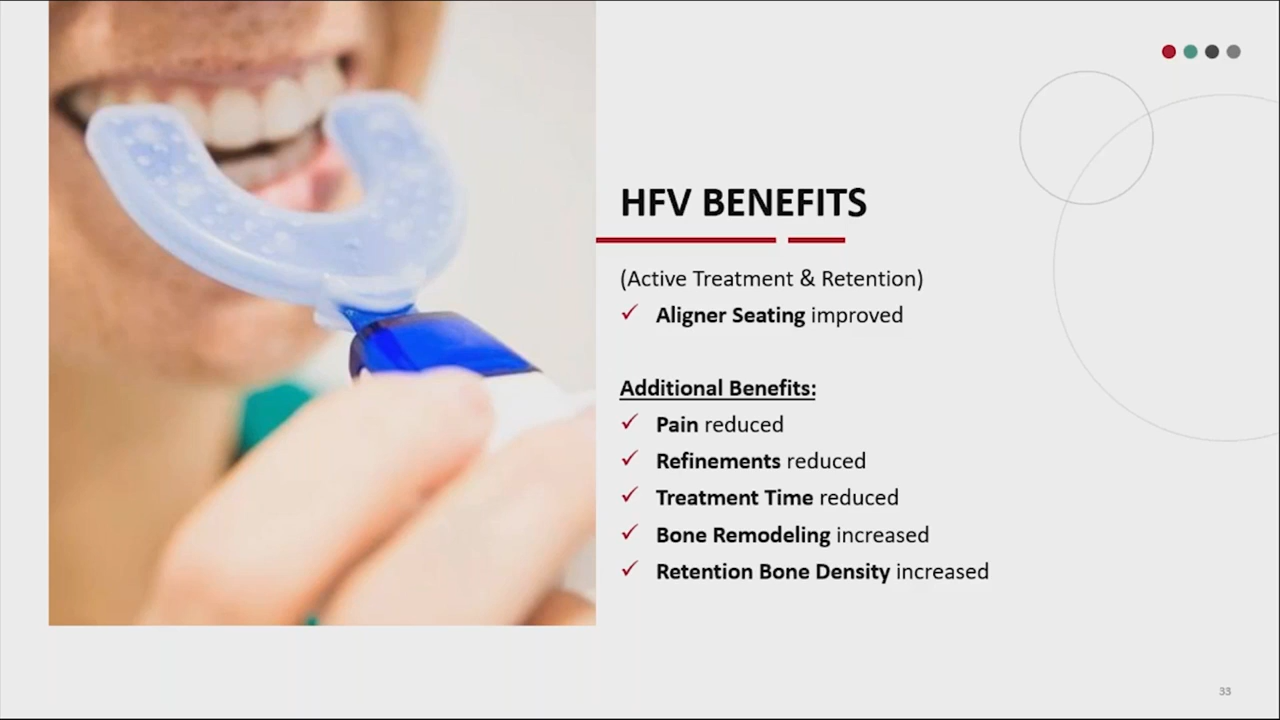 HFV BENEFITS
(Active Treatment & Retention)
✓ Aligner Seating improved
Additional Benefits:
✓ Pain reduced
✓ Refinements reduced
✓ Treatment Time reduced
✓ Bone Remodeling increased
✓ Retention Bone Density increased
33